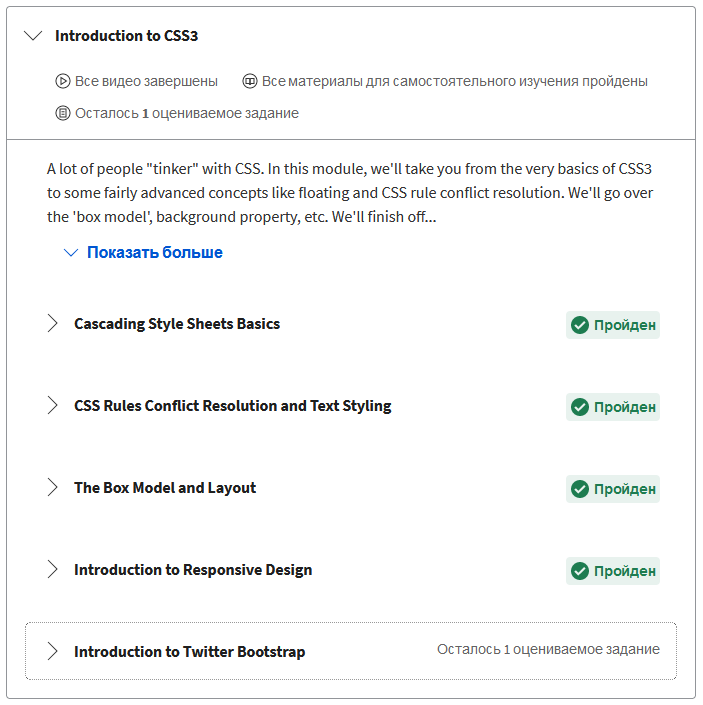 Introduction to CSS3
Все видео завершены
Все материалы для самостоятельного изучения пройдены
Осталось 1 оцениваемое задание
A lot of people "tinker" with CSS. In this module, we'll take you from the very basics of CSS3
to some fairly advanced concepts like floating and CSS rule conflict resolution. We'll go over
the 'box model', background property, etc. We'll finish off...
Показать больше
Cascading Style Sheets Basics
Пройден
CSS Rules Conflict Resolution and Text Styling
Пройден
The Box Model and Layout
Пройден
Introduction to Responsive Design
Пройден
Introduction to Twitter Bootstrap
Осталось 1 оцениваемое задание